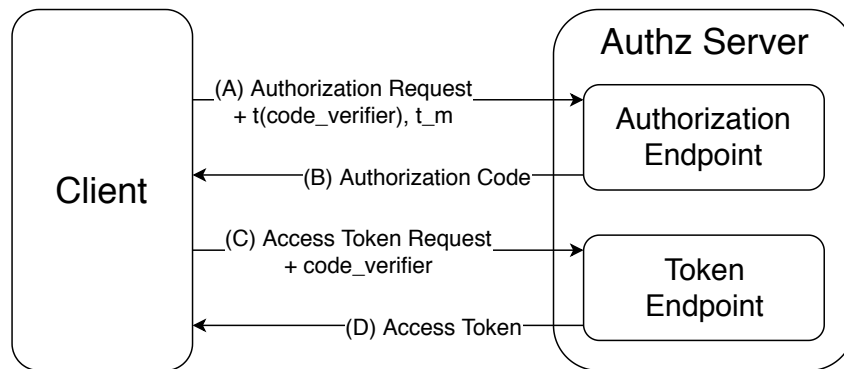 Authz Server
(A) Authorization Request
+ t(code_verifier), t_m
Authorization
Endpoint
Client
(B) Authorization Code
(C) Access Token Request
+ code_verifier
Token
Endpoint
(D) Access Token